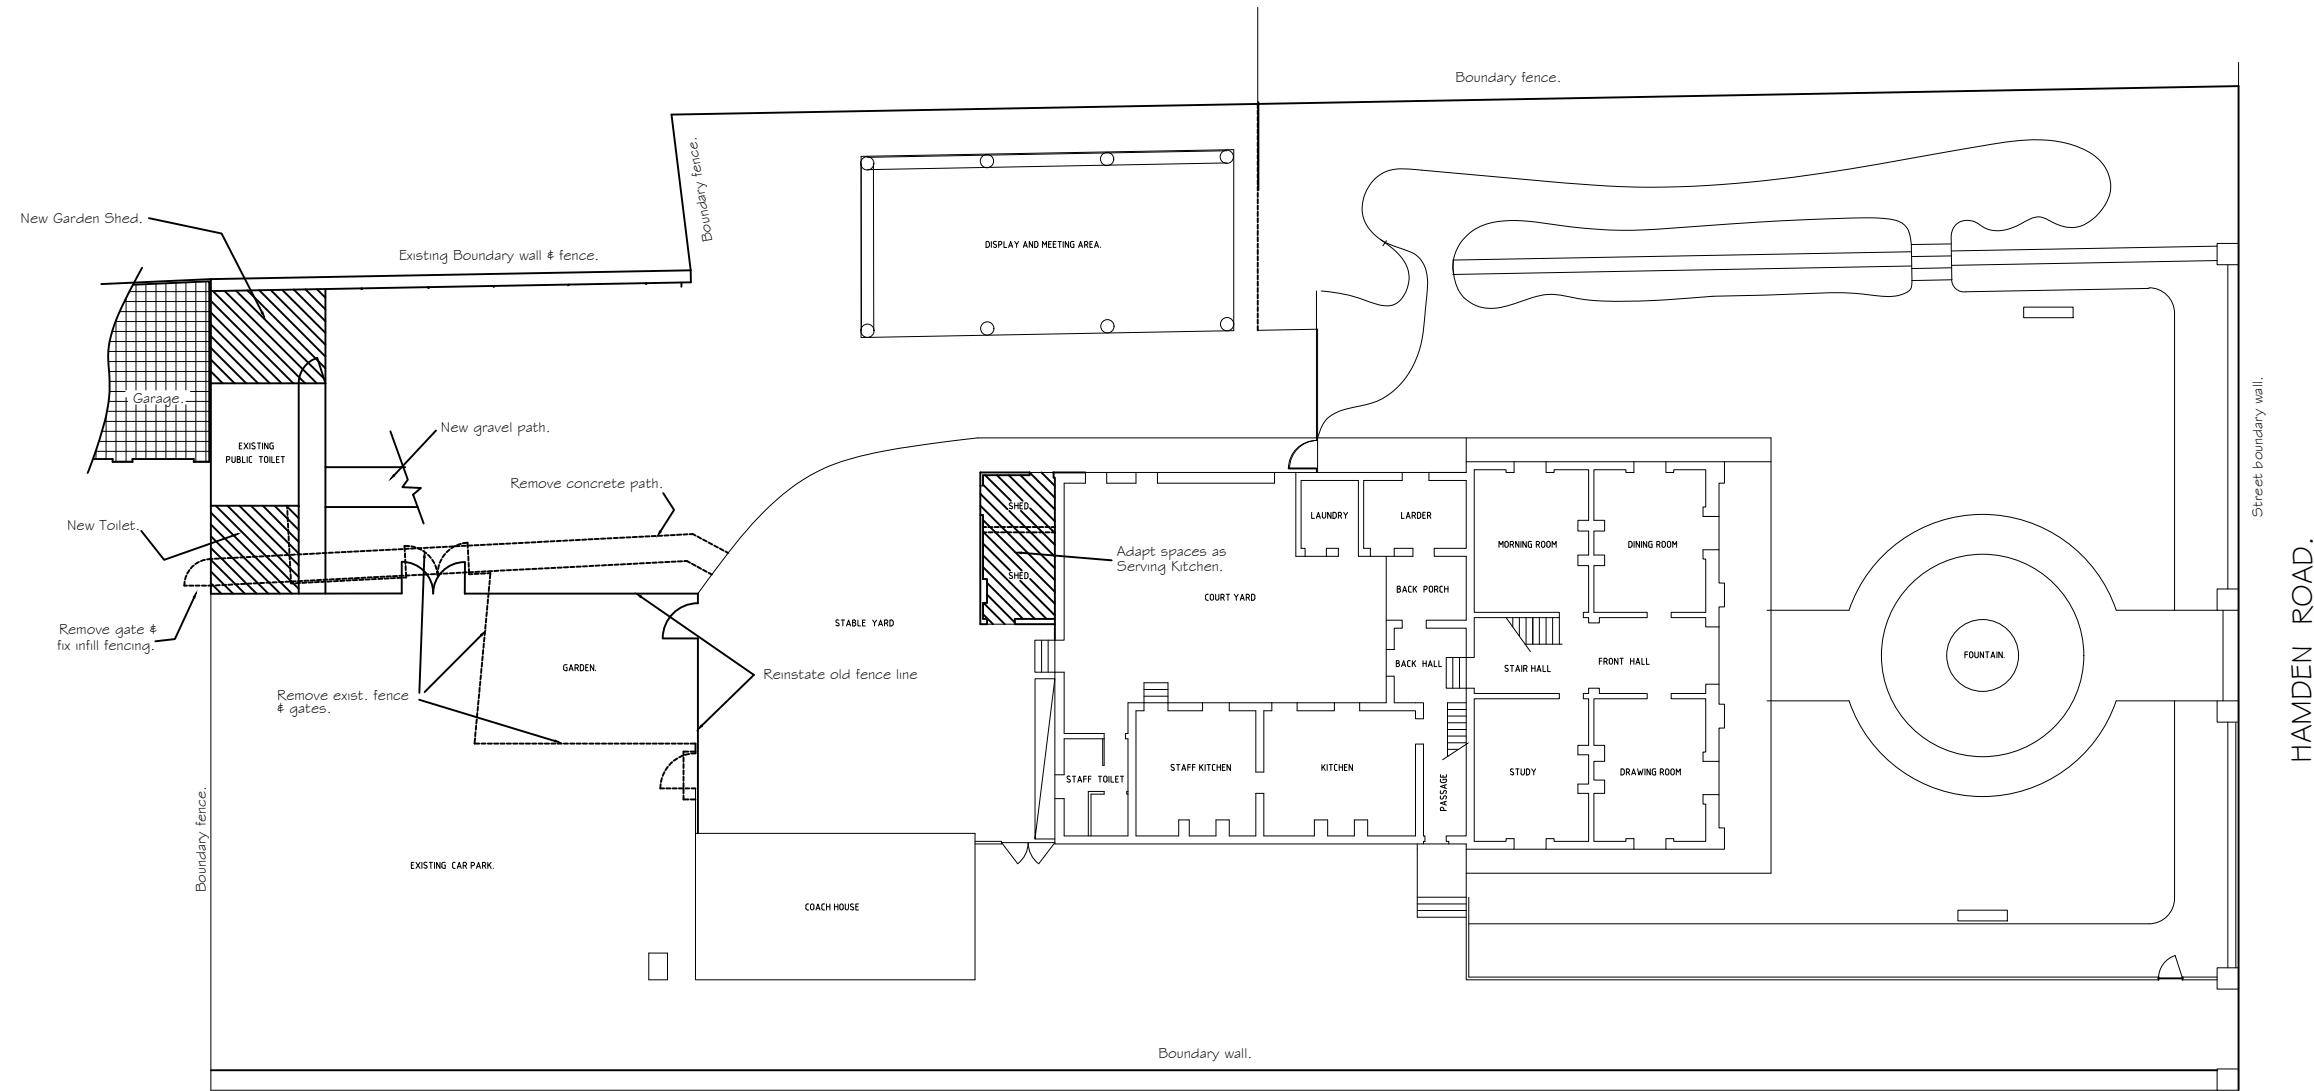 Boundary fence.
Boundary fence.
New Garden Shed.
Existing Boundary wall & fence.
DISPLAY AND MEETING AREA.
Garage.
EXISTING
PUBLIC TOILET
New gravel path.
Remove concrete path.
New Toilet.
SHED
SHED
Adapt spaces as
Serving Kitchen.
LAUNDRY
LARDER
MORNING ROOM
DINING ROOM
Street boundary wall.
HAMDEN ROAD.
COURT YARD
BACK PORCH
STABLE YARD
Remove gate &
fix infill fencing.
GARDEN.
Reinstate old fence line
BACK HALL
STAIR HALL
FRONT HALL
FOUNTAIN.
Remove exist. fence
& gates.
STAFF TOILET
STAFF KITCHEN
KITCHEN
PASSAGE
STUDY
DRAWING ROOM
Boundary fence.
EXISTING CAR PARK.
COACH HOUSE
Boundary wall.